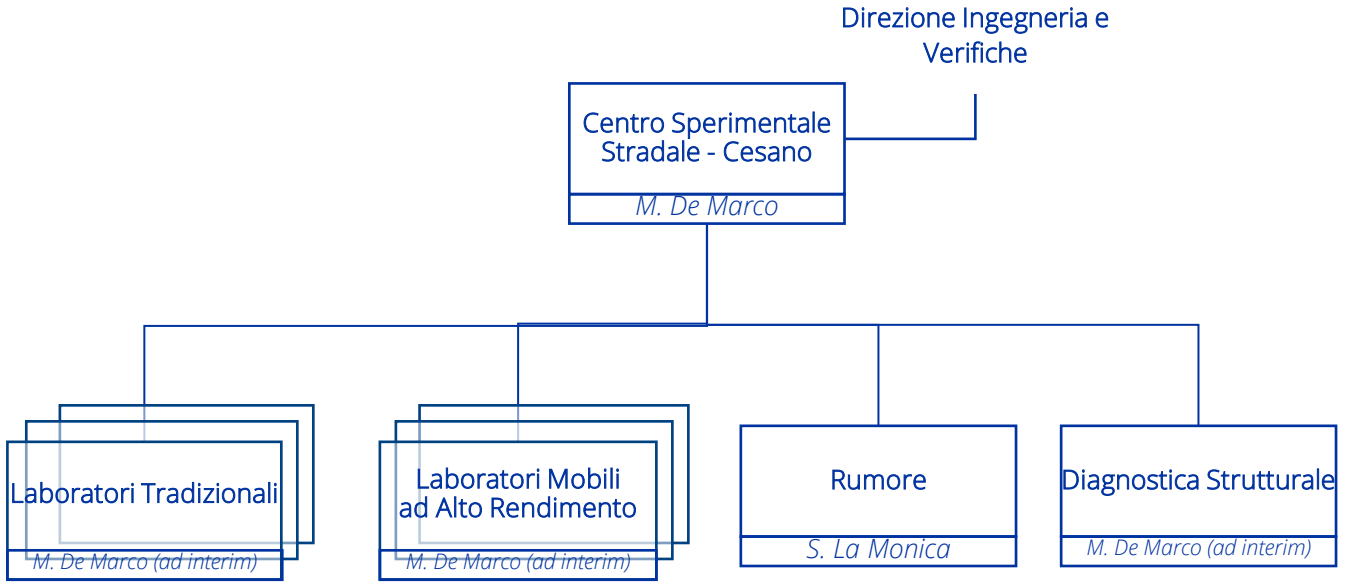 Direzione Ingegneria e
Verifiche
Centro Sperimentale
Stradale - Cesano
M. De Marco
Laboratori Tradizionali
M. De Marco (ad interim)
Laboratori Mobili
ad Alto Rendimento
M. De Marco (ad interim)
Rumore
S. La Monica
Diagnostica Strutturale
M. De Marco (ad interim)